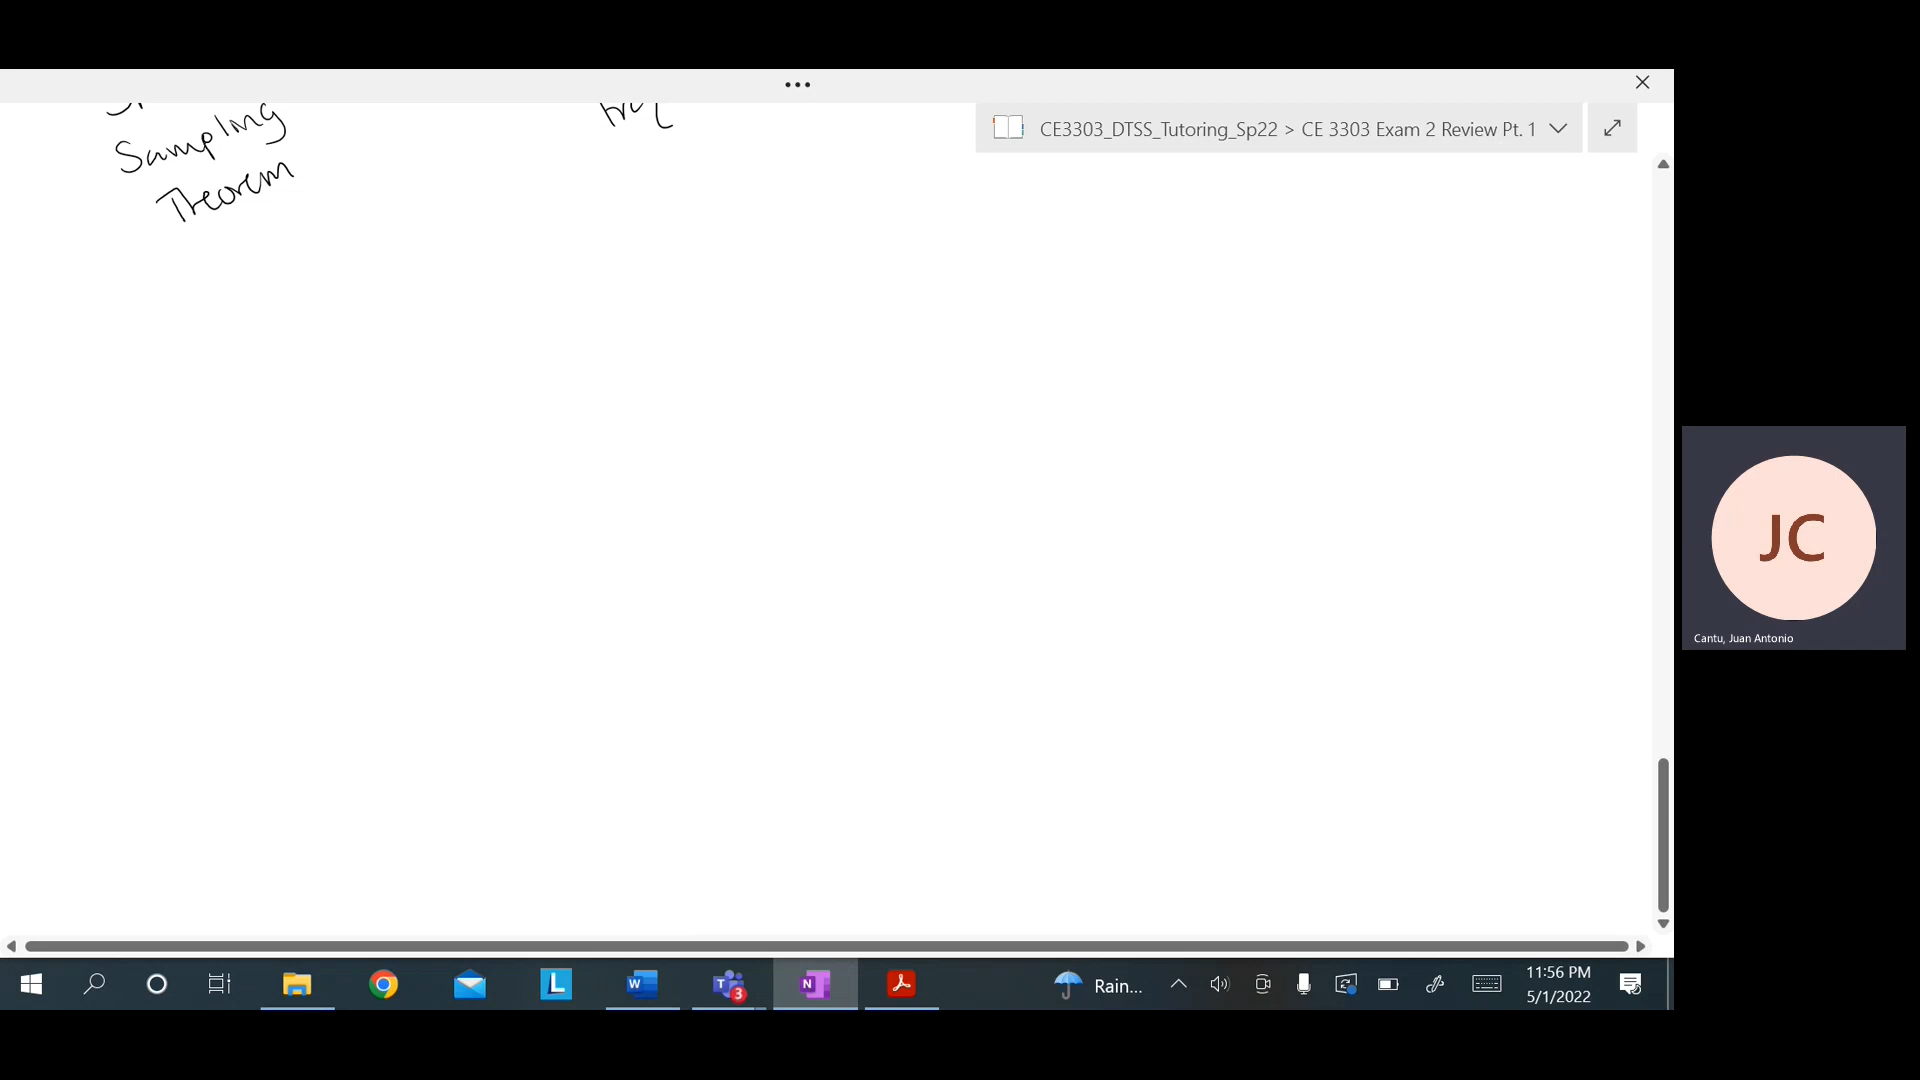 Sampling
Theorem
CE3303_DTSS_Tutoring_Sp22 > CE 3303 Exam 2 Review Pt. 1
JC
Cantu, Juan Antonio
L
W
T
3
N
Rain...
11:56 PM
5/1/2022